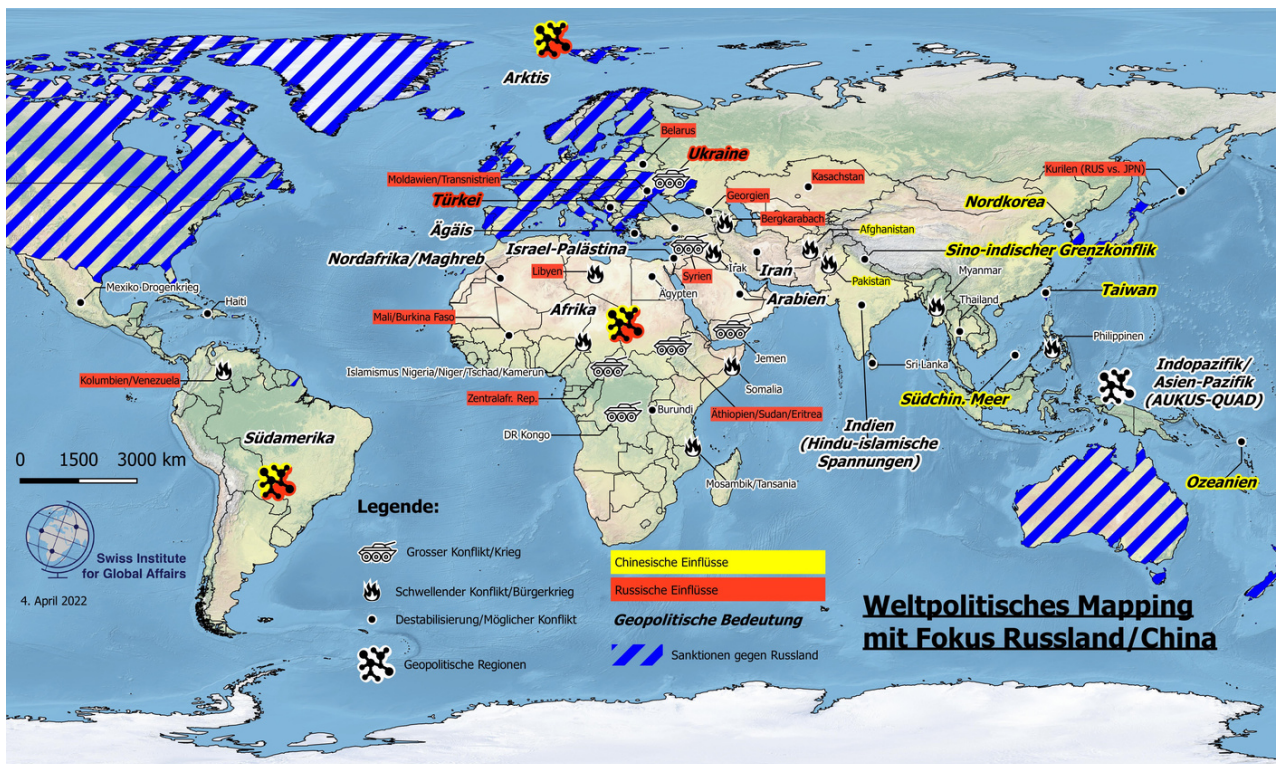 Arktis
Belarus
Ukraine
Moldawien/Transnistrien
Kasachstan
Kurilen (RUS vs. JPN)
Türkei
Georgien
Nordkorea
Bergkarabach
Ägäis
Afghanistan
Israel-Palästina
Sino-indischer Grenzkonflik
Nordafrika/Maghreb
Libyen
Syrien
Irak
Iran
Myanmar
Pakistan
Mexiko Drogenkrieg
Ägypten
Taiwan
Haiti
Afrika
Arabien
Thailand
Mali/Burkina Faso
Philippinen
Jemen
Kolumbien/Venezuela
Islamismus Nigeria/Niger/Tschad/Kamerun
Somalia
Sri-Lanka
Indopazifik/
Asien-Pazifik
(AUKUS-QUAD)
Zentralafr. Rep.
Burundi
Äthiopien/Sudan/Eritrea
Südchin.-Meer
Südamerika
DR Kongo
Indien
(Hindu-islamische
Spannungen)
0 1500 3000 km
Mosambik/Tansania
Ozeanien
Swiss Institute
for Global Affairs
4. April 2022
Legende:
Grosser Konflikt/Krieg
Schwellender Konflikt/Bürgerkrieg
Destabilisierung/Möglicher Konflikt
Geopolitische Regionen
Chinesische Einflüsse
Russische Einflüsse
Geopolitische Bedeutung
Sanktionen gegen Russland
Weltpolitisches Mapping
mit Fokus Russland/China